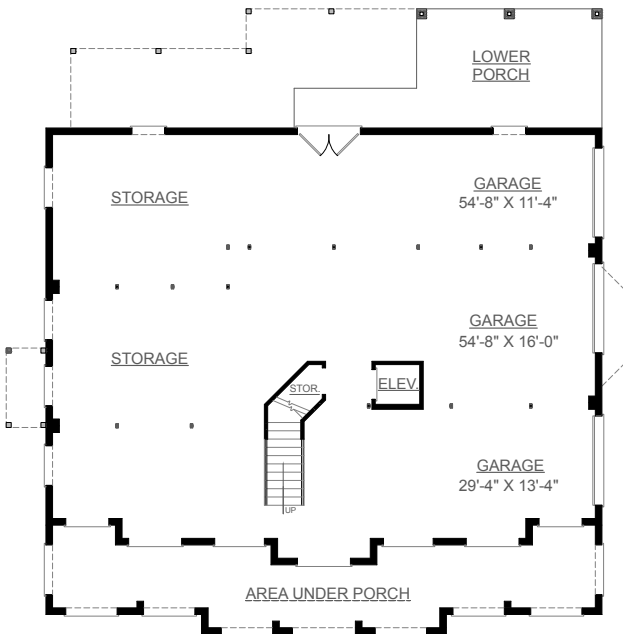 LOWER
PORCH
STORAGE
GARAGE
54'-8" X 11'-4"
GARAGE
54'-8" X 16'-0"
STORAGE
STOR.
ELEV.
GARAGE
29'-4" X 13'-4"
UP
AREA UNDER PORCH